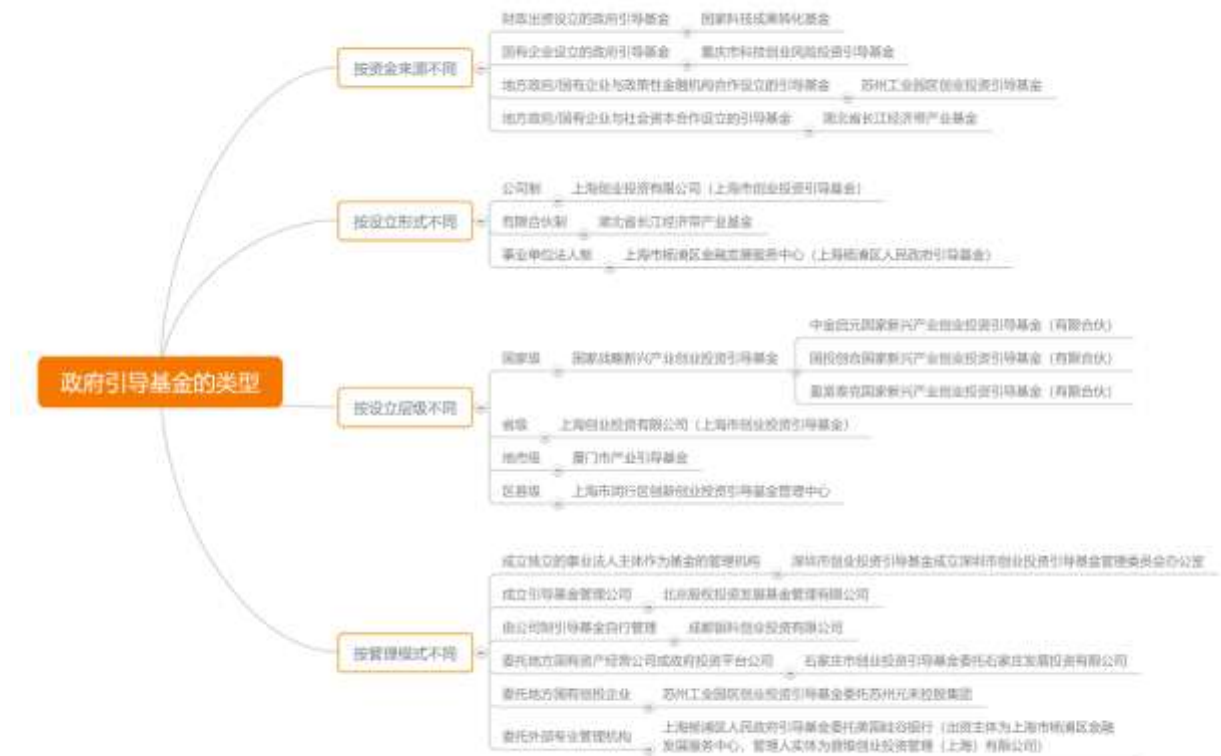 政府引导基金的类型
按资金来源不同
财政出资设立的政府引导基金 国家科技成果转化基金
国有企业设立的政府引导基金 重庆市科技创业风险投资引导基金
地方政府/国有企业与政策性金融机构合作设立的引导基金 苏州工业园区创业投资引导基金
地方政府/国有企业与社会资本合作设立的引导基金 湖北省长江经济带产业基金
按设立形式不同
公司制 上海创业投资有限公司（上海市创业投资引导基金）
有限合伙制 湖北省长江经济带产业基金
事业单位法人制 上海市杨浦区金融发展服务中心（上海杨浦区人民政府引导基金）
按设立层级不同
国家级 国家战略新兴产业创业投资引导基金
中金启元国家新兴产业创业投资引导基金（有限合伙）
国投创合国家新兴产业创业投资引导基金（有限合伙）
盈富泰克国家新兴产业创业投资引导基金（有限合伙）
省级 上海创业投资有限公司（上海市创业投资引导基金）
地市级 厦门市产业引导基金
区县级 上海市闵行区创新创业投资引导基金管理中心
按管理模式不同
成立独立的事业法人主体作为基金的管理机构 深圳市创业投资引导基金成立深圳市创业投资引导基金管理委员会办公室
成立引导基金管理公司 北京股权投资发展基金管理有限公司
由公司制引导基金自行管理 成都银科创业投资有限公司
委托地方国有资产经营公司或政府投资平台公司 石家庄市创业投资引导基金委托石家庄发展投资有限公司
委托地方国有创投企业 苏州工业园区创业投资引导基金委托苏州元禾控股集团
委托外部专业管理机构 上海杨浦区人民政府引导基金委托美国硅谷银行（出资主体为上海市杨浦区金融
发展服务中心，管理人实体为创业投资管理（上海）有限公司）